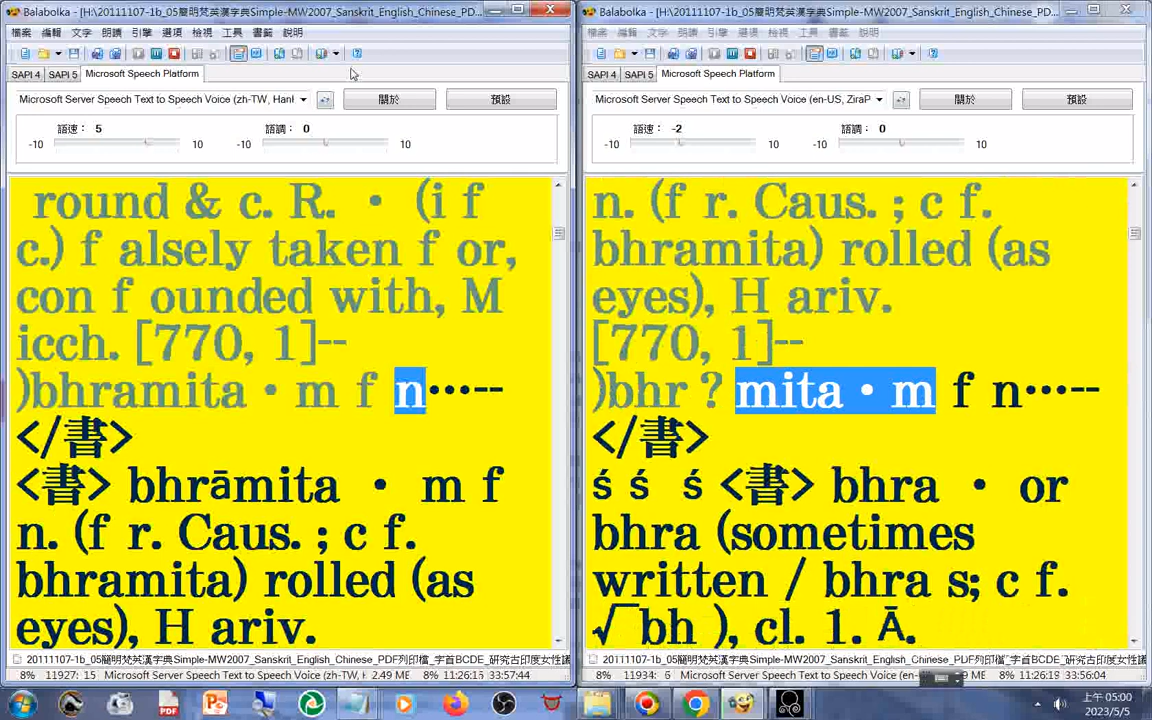 Balabolka - [H:\20111107-1b_05簡明梵英漢字典Simple-MW2007_Sanskrit_English_Chinese_PD...
檔案 編輯 文字 朗讀 引擎 選項 檢視 工具 書籤 說明
SAPI 4 SAPI 5 Microsoft Speech Platform
Microsoft Server Speech Text to Speech Voice (zh-TW, Hanl 關於 預設
語速： 5 語調： 0
-10 10 -10 10
round & c. R. • (i f
c.) f alsely taken f or,
con f ounded with, M
icch. [770, 1]--
)bhramita • m f n•••--
</書>
<書> bhrāmita • m f
n. (f r. Caus. ; c f.
bhramita) rolled (as
eyes), H ariv.
20111107-1b_05簡明梵英漢字典Simple-MW2007_Sanskrit_English_Chinese_PDF列印檔_字首BCDE_研究古印度女性議
8% 11927: 15 Microsoft Server Speech Text to Speech Voice (zh-TW, H 2.49 ME 8% 11:26:15 33:57:44
Balabolka - [H:\20111107-1b_05簡明梵英漢字典Simple-MW2007_Sanskrit_English_Chinese_PD...
檔案 編輯 文字 朗讀 引擎 選項 檢視 工具 書籤 說明
SAPI 4 SAPI 5 Microsoft Speech Platform
Microsoft Server Speech Text to Speech Voice (en-US, ZiraP 關於 預設
語速： -2 語調： 0
-10 10 -10 10
n. (f r. Caus. ; c f.
bhramita) rolled (as
eyes), H ariv.
[770, 1]--
)bhr ? mita • m f n•••--
</書>
ś ś ś <書> bhra • or
bhra (sometimes
written / bhra s; c f.
√ bh ), cl. 1. Ā.
20111107-1b_05簡明梵英漢字典Simple-MW2007_Sanskrit_English_Chinese_PDF列印檔_字首BCDE_研究古印度女性議
8% 11934: 6 Microsoft Server Speech Text to Speech Voice (en-U ME 8% 11:26:19 33:56:04
上午 05:00
2023/5/5